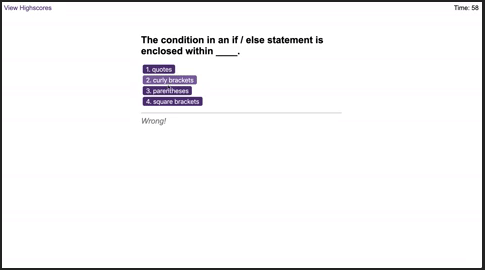 View Highscores
Time: 58
The condition in an if / else statement is
enclosed within ____.
1. quotes
2. curly brackets
3. parentheses
4. square brackets
Wrong!